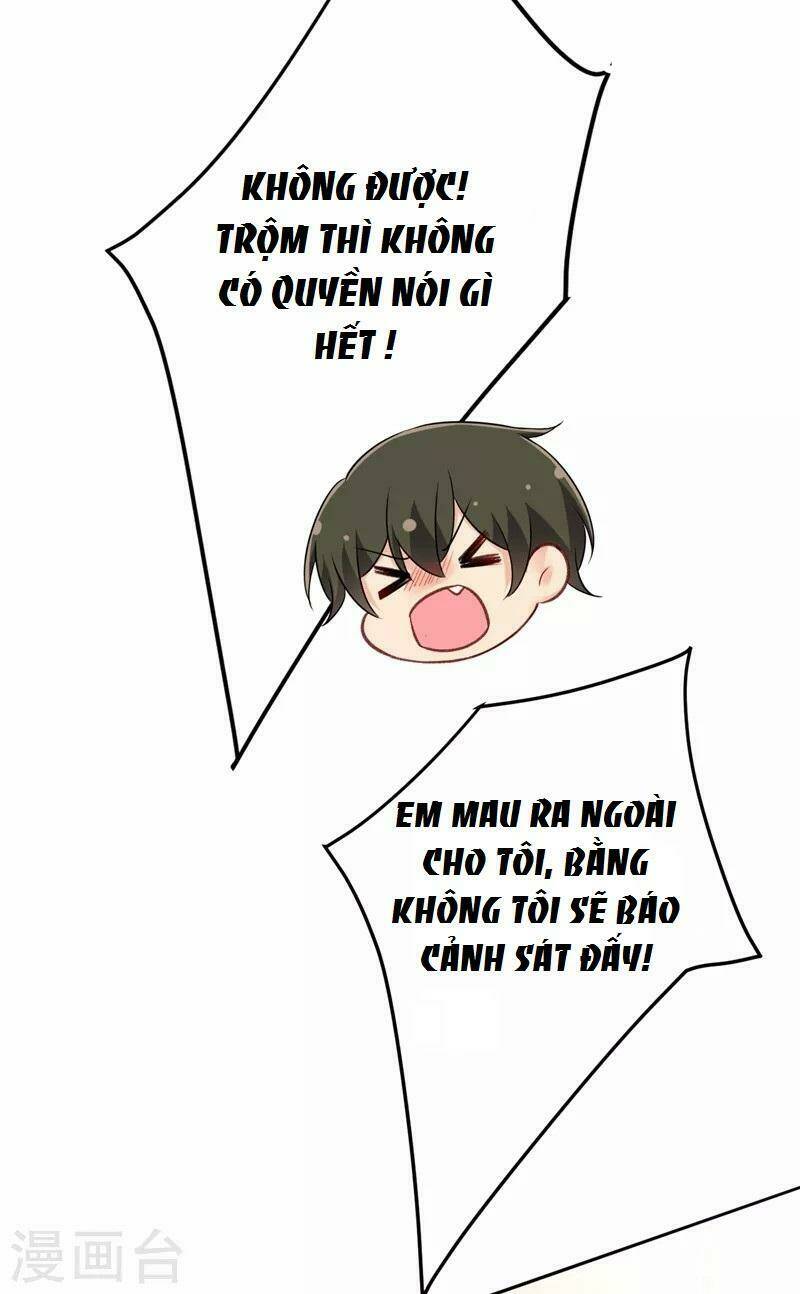 KHÔNG ĐƯỢC!
TRỘM THÌ KHÔNG
CÓ QUYỀN NÓI GÌ
HẾT !
EM MAU RA NGOÀI
CHO TÔI, BẰNG
KHÔNG TÔI SẼ BÁO
CẢNH SÁT ĐẤY!
漫画台